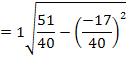 = 1√(51/40 − (−17/40)²)